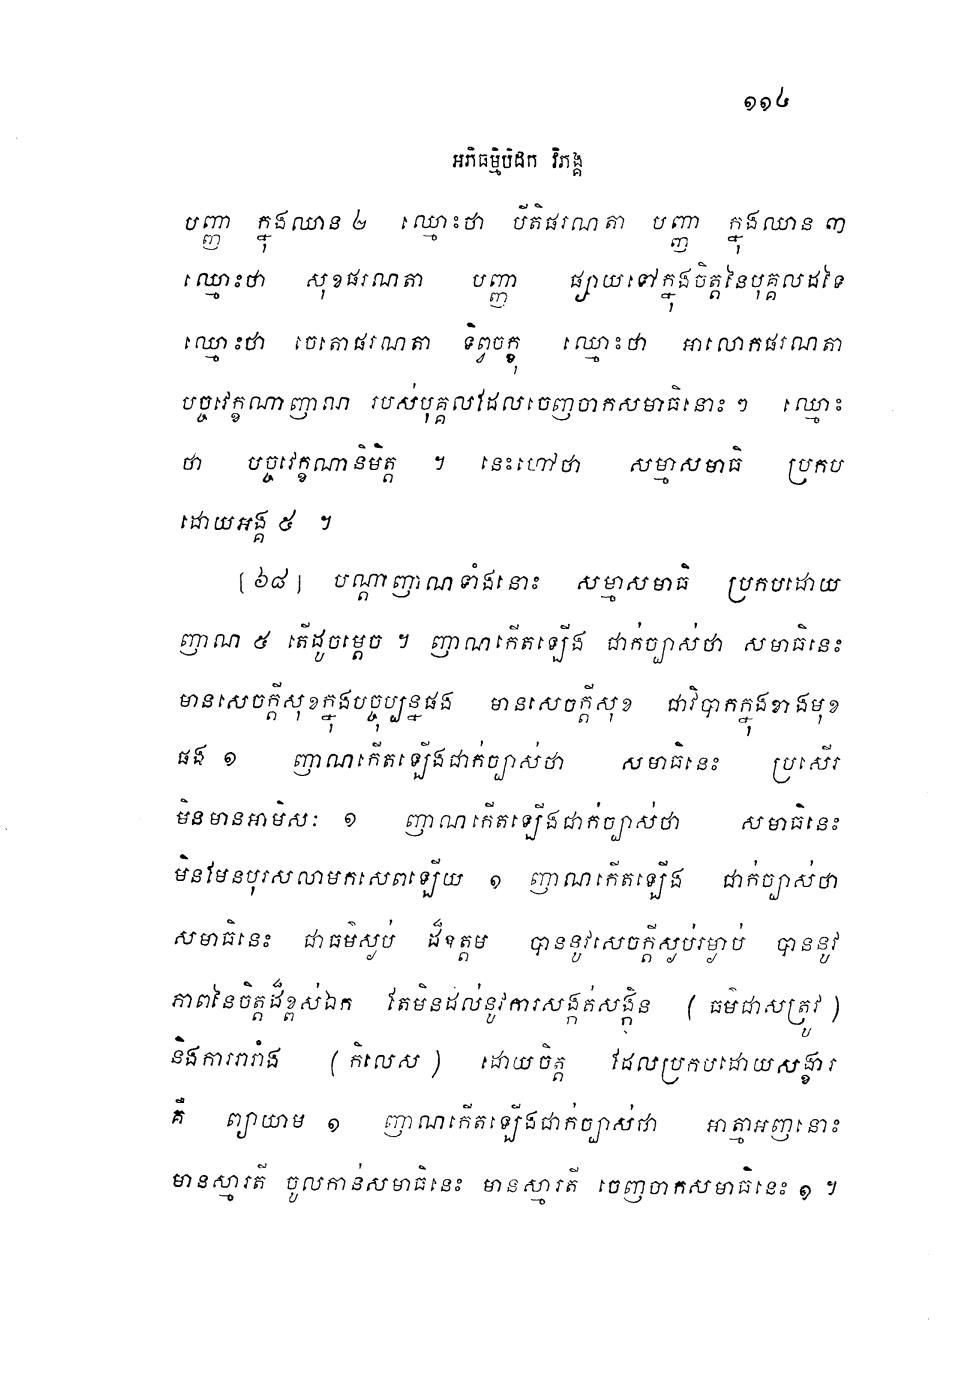 ១១៤
អភិធម្មបិដក វិភង្គ
បញ្ញា ក្នុងឈាន ២ ឈ្មោះថា បីតិផរណតា បញ្ញា ក្នុងឈាន ៣
ឈ្មោះថា សុខផរណតា បញ្ញា ផ្សាយទៅក្នុងចិត្តនៃបុគ្គលដទៃ
ឈ្មោះថា ចេតោផរណតា ទិព្វចក្ខុ ឈ្មោះថា អាលោកផរណតា
បច្ចវេក្ខណាញាណ របស់បុគ្គលដែលចេញចាកសមាធិនោះៗ ឈ្មោះ
ថា បច្ចវេក្ខណានិមិត្ត ។ នេះហៅថា សម្មាសមាធិ ប្រកប
ដោយអង្គ ៥ ។
[៦៨] បណ្តាញាណទាំងនោះ សម្មាសមាធិ ប្រកបដោយ
ញាណ ៥ តើដូចម្តេច ។ ញាណកើតឡើង ជាក់ច្បាស់ថា សមាធិនេះ
មានសេចក្តីសុខក្នុងបច្ចុប្បន្នផង មានសេចក្តីសុខ ជាវិបាកក្នុងខាងមុខ
ផង ១ ញាណកើតឡើងជាក់ច្បាស់ថា សមាធិនេះ ប្រសើរ
មិនមានអាមិសៈ ១ ញាណកើតឡើងជាក់ច្បាស់ថា សមាធិនេះ
មិនមែនបុរសលាមកសេពឡើយ ១ ញាណកើតឡើង ជាក់ច្បាស់ថា
សមាធិនេះ ជាធម៌ស្ងប់ ដ៏ឧត្តម បាននូវសេចក្តីស្ងប់រម្ងាប់ បាននូវ
ភាពនៃចិត្តដ៏ខ្ពស់ឯក តែមិនដល់នូវការសង្កត់សង្កិន ( ធម៌ជាសត្រូវ )
និងការរារាំង ( កិលេស ) ដោយចិត្ត ដែលប្រកបដោយសង្ខារ
គឺ ព្យាយាម ១ ញាណកើតឡើងជាក់ច្បាស់ថា អាត្មាអញនោះ
មានស្មារតី ចូលកាន់សមាធិនេះ មានស្មារតី ចេញចាកសមាធិនេះ ១ ។